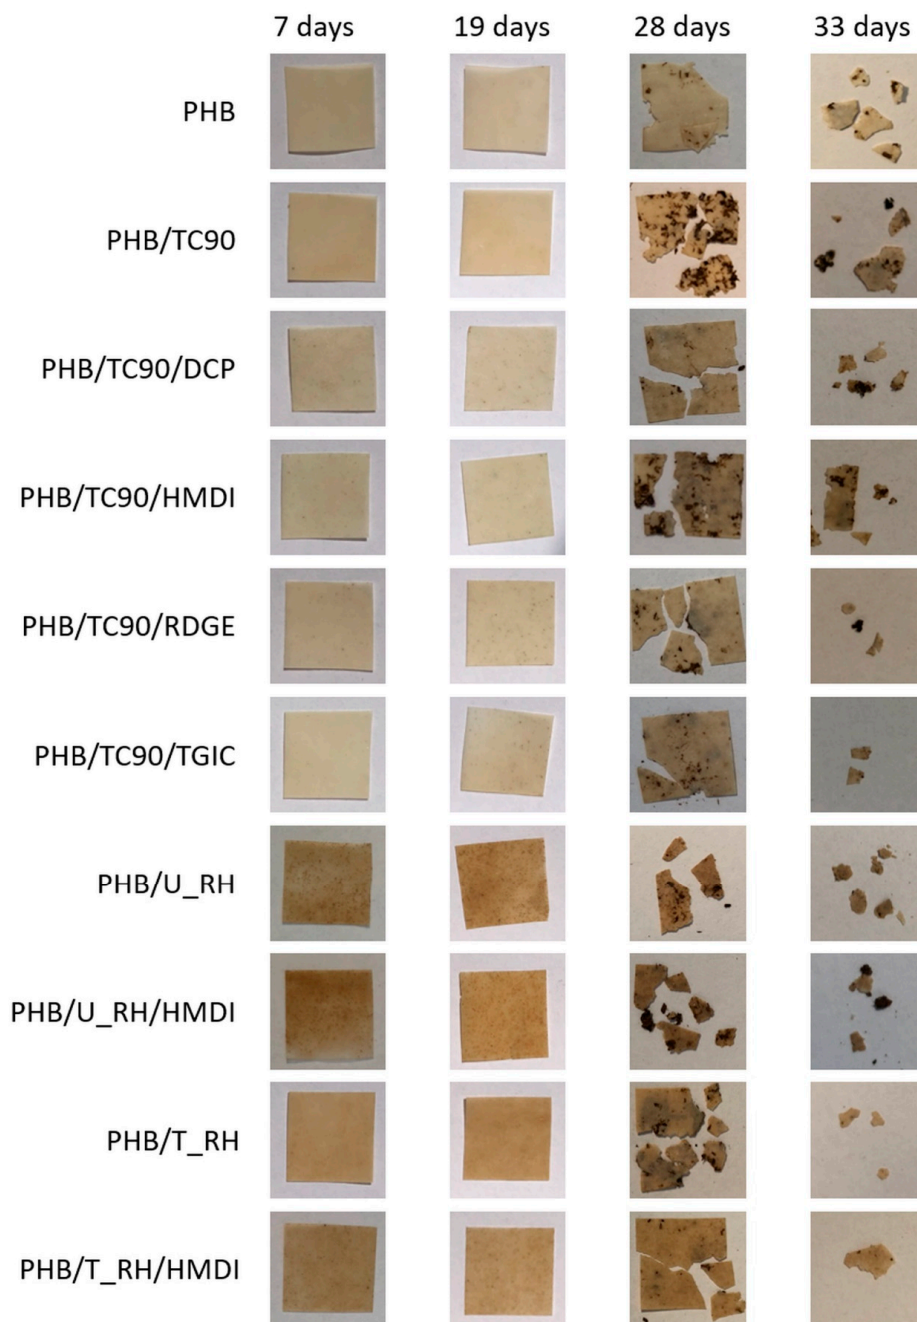 7 days 19 days 28 days 33 days
PHB
PHB/TC90
PHB/TC90/DCP
PHB/TC90/HMDI
PHB/TC90/RDGE
PHB/TC90/TGIC
PHB/U_RH
PHB/U_RH/HMDI
PHB/T_RH
PHB/T_RH/HMDI